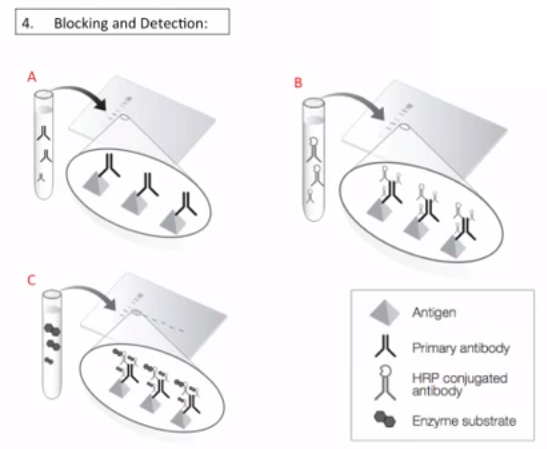 4. Blocking and Detection:
A
B
C
Antigen
Primary antibody
HRP conjugated
antibody
Enzyme substrate